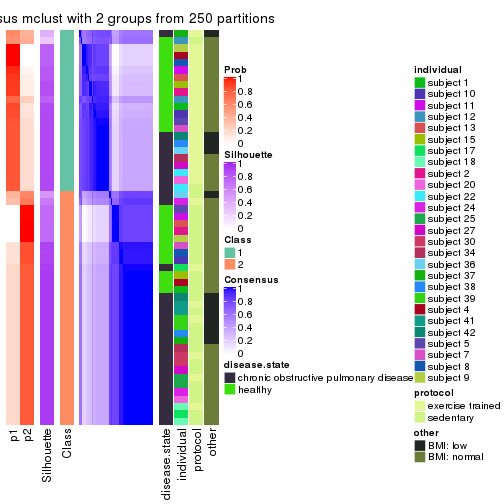 sus mclust with 2 groups from 250 partitions
Prob
1
0.8
0.6
0.4
0.2
0
Silhouette
1
0.8
0.6
0.4
0.2
0
Class
1
2
Consensus
1
0.8
0.6
0.4
0.2
0
disease.state
chronic obstructive pulmonary disease
healthy
individual
subject 1
subject 10
subject 11
subject 12
subject 13
subject 15
subject 17
subject 18
subject 2
subject 20
subject 22
subject 24
subject 25
subject 27
subject 30
subject 34
subject 36
subject 37
subject 38
subject 39
subject 4
subject 41
subject 42
subject 5
subject 7
subject 8
subject 9
protocol
exercise trained
sedentary
other
BMI: low
BMI: normal
p1
p2
Silhouette
Class
disease.state
individual
protocol
other